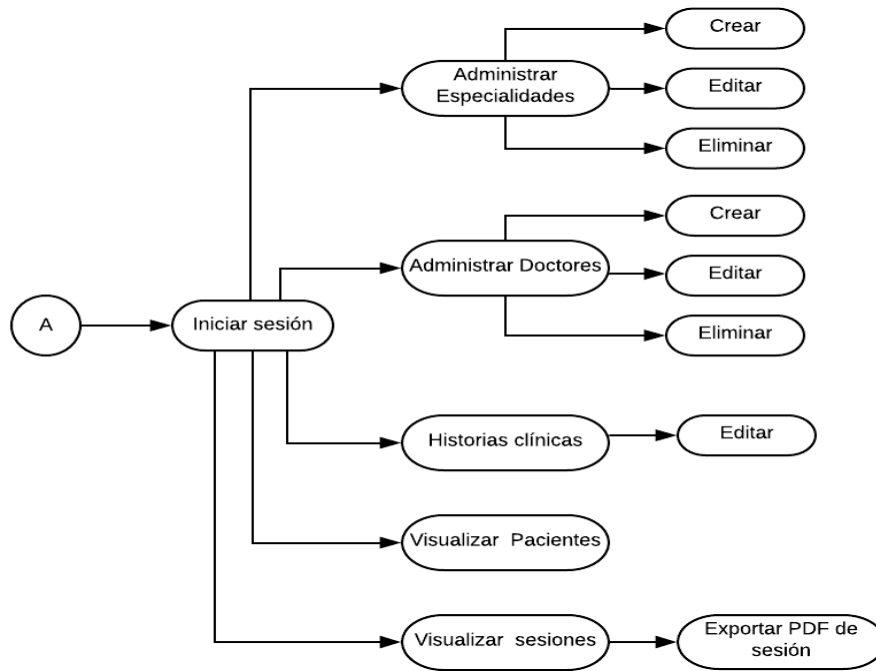 Crear
Administrar
Especialidades
Editar
Eliminar
Crear
Administrar Doctores
Editar
A
Iniciar sesión
Eliminar
Historias clínicas
Editar
Visualizar Pacientes
Visualizar sesiones
Exportar PDF de
sesión